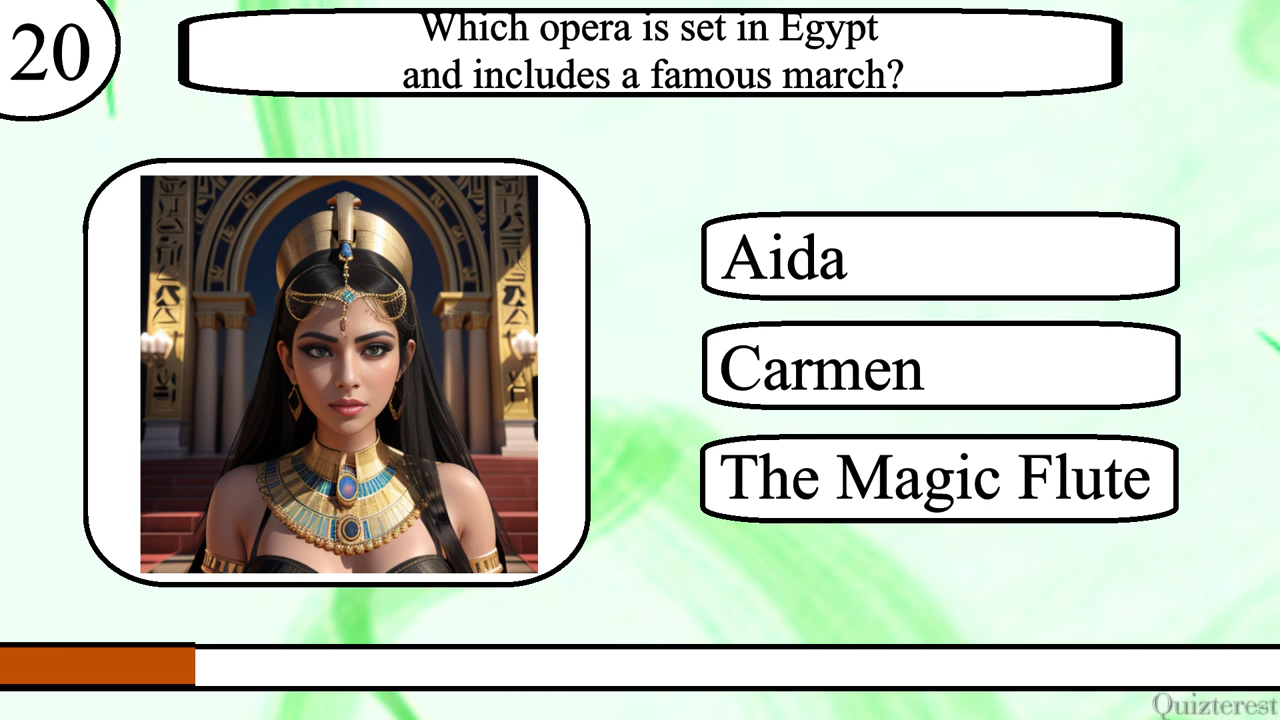 20
Which opera is set in Egypt
and includes a famous march?
Aida
Carmen
The Magic Flute
Quizterest